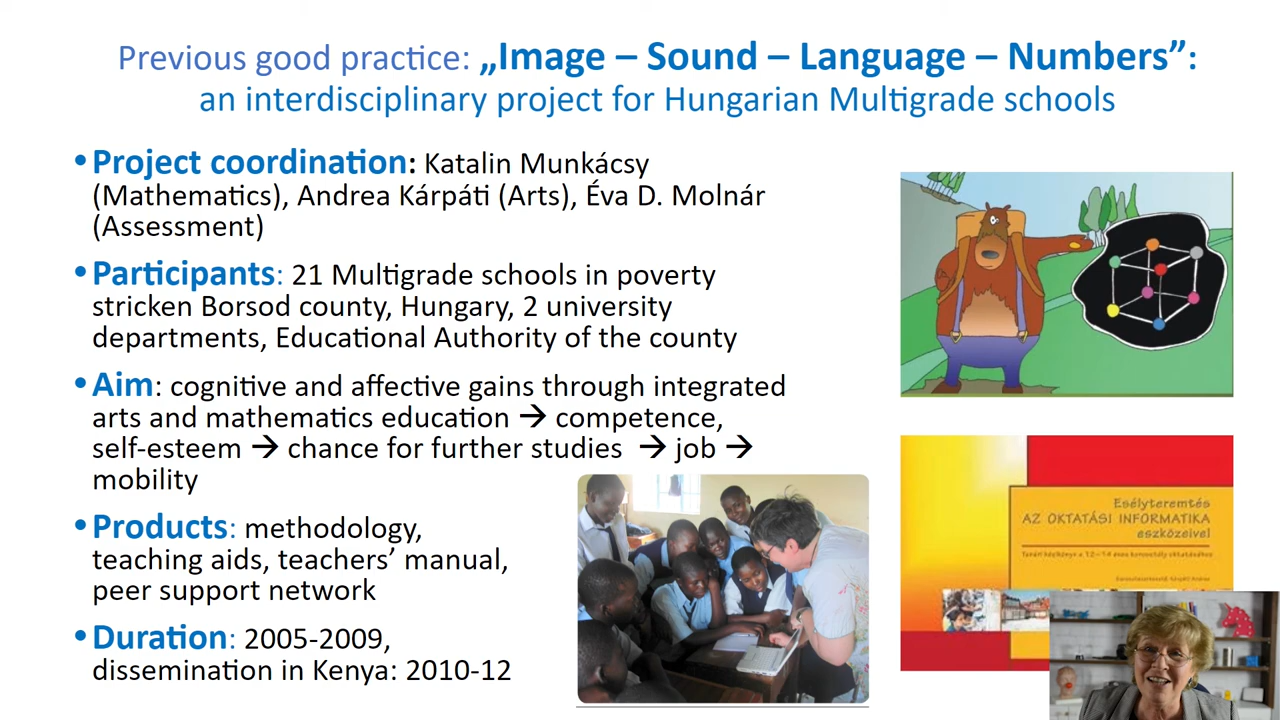 Previous good practice: „Image – Sound – Language – Numbers”:
an interdisciplinary project for Hungarian Multigrade schools
•Project coordination: Katalin Munkácsy
(Mathematics), Andrea Kárpáti (Arts), Éva D. Molnár
(Assessment)
•Participants: 21 Multigrade schools in poverty
stricken Borsod county, Hungary, 2 university
departments, Educational Authority of the county
•Aim: cognitive and affective gains through integrated
arts and mathematics education → competence,
self-esteem → chance for further studies → job →
mobility
•Products: methodology,
teaching aids, teachers’ manual,
peer support network
•Duration: 2005-2009,
dissemination in Kenya: 2010-12
Esélyteremtés
AZ OKTATÁSI INFORMATIKA
eszközeivel